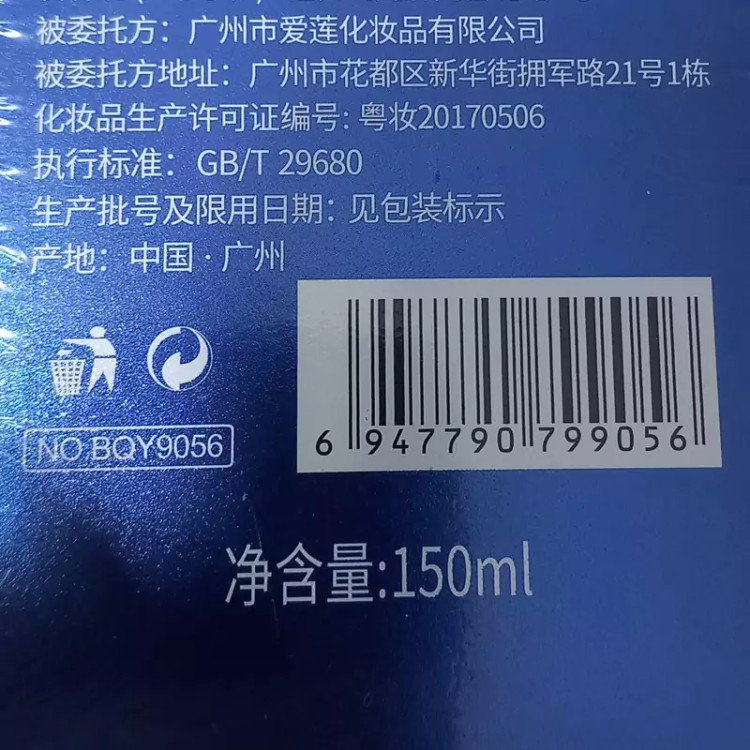 被委托方：广州市爱莲化妆品有限公司
被委托方地址：广州市花都区新华街拥军路21号1栋
化妆品生产许可证编号: 粤妆20170506
执行标准：GB/T 29680
生产批号及限用日期: 见包装标示
产地：中国·广州
NO.BQY9056
6 947790 799056
净含量:150ml